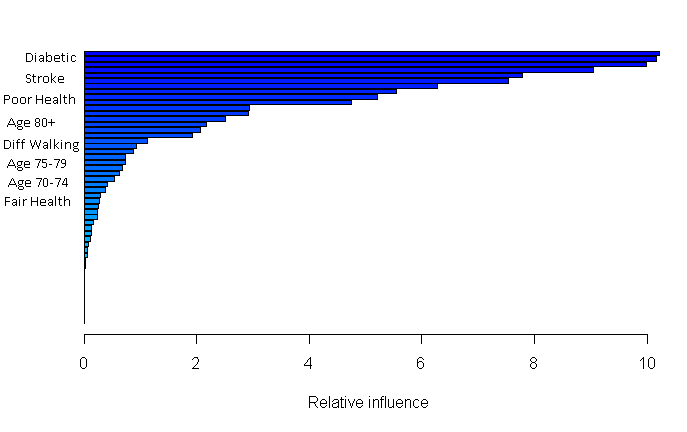 Diabetic
Stroke
Poor Health
Age 80+
Diff Walking
Age 75-79
Age 70-74
Fair Health
0 2 4 6 8 10
Relative influence